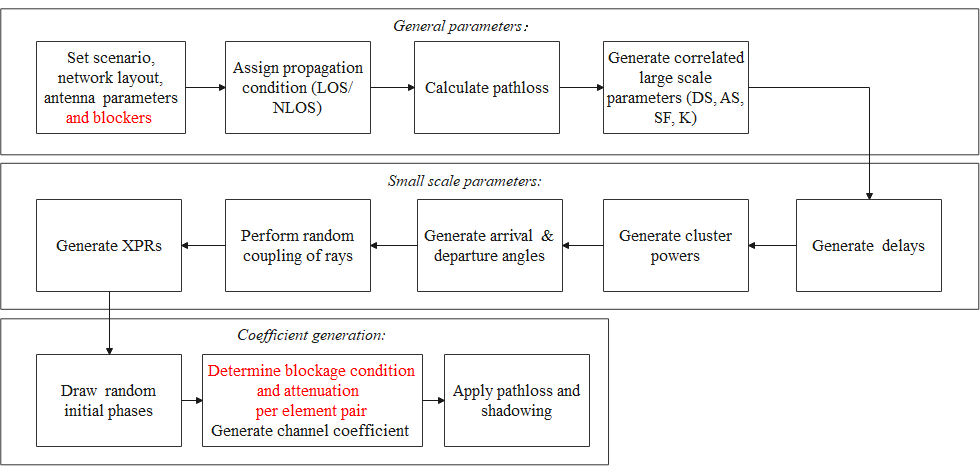 General parameters:
Set scenario,
network layout,
antenna parameters
and blockers
Assign propagation
condition (LOS/
NLOS)
Calculate pathloss
Generate correlated
large scale
parameters (DS, AS,
SF, K)
Small scale parameters:
Generate XPRs
Perform random
coupling of rays
Generate arrival &
departure angles
Generate cluster
powers
Generate delays
Coefficient generation:
Draw random
initial phases
Determine blockage condition
and attenuation
per element pair
Generate channel coefficient
Apply pathloss and
shadowing